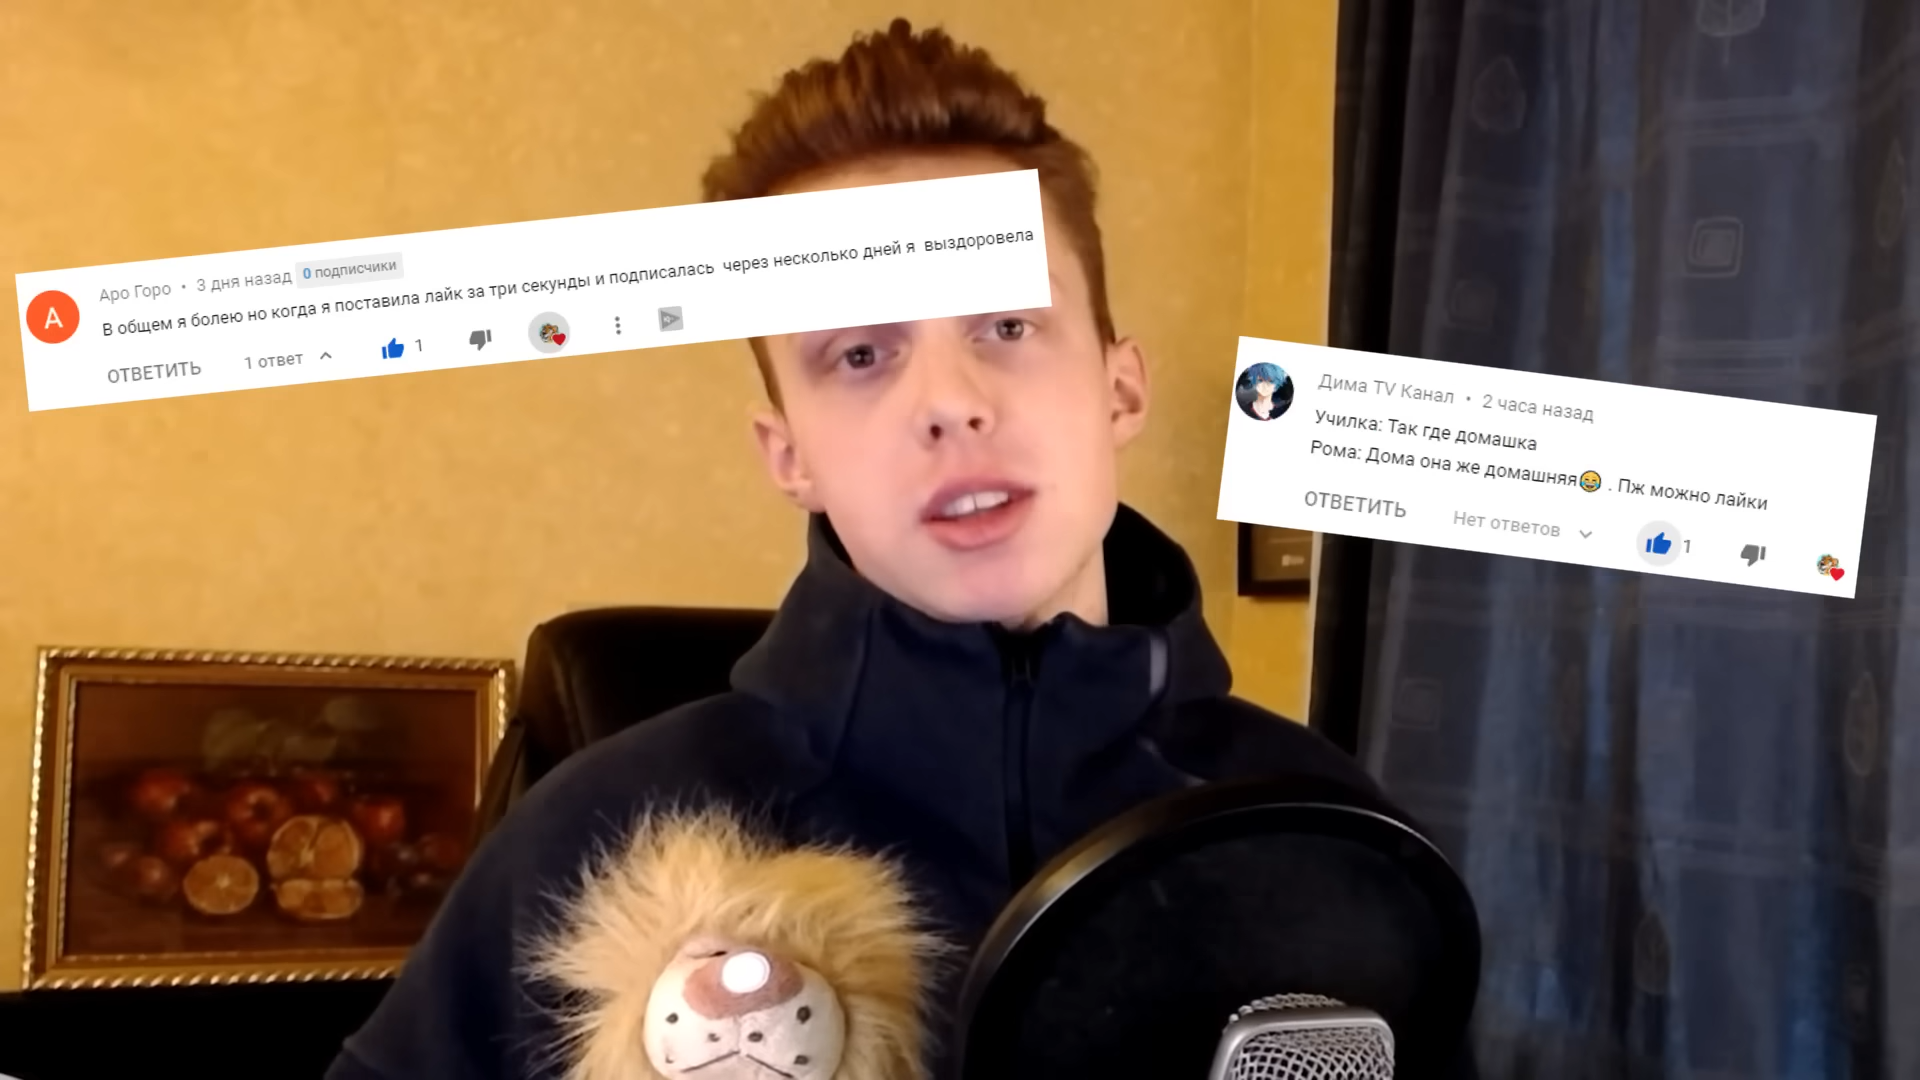 Аро Горо • 3 дня назад 0 подписчики
В общем я болею но когда я поставила лайк за три секунды и подписалась через несколько дней я выздоровела
ОТВЕТИТЬ 1 ответ 1
Дима TV Канал • 2 часа назад
Училка: Так где домашка
Рома: Дома она же домашняя😂 . Пж можно лайки
ОТВЕТИТЬ Нет ответов 1